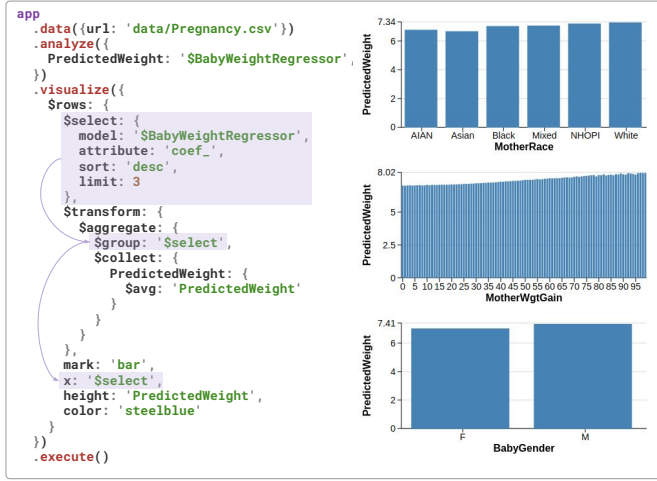 app
.data({url: 'data/Pregnancy.csv'})
.analyze({
PredictedWeight: '$BabyWeightRegressor',
})
.visualize({
$rows: {
$select: {
model: '$BabyWeightRegressor',
attribute: 'coef_',
sort: 'desc',
limit: 3
},
$transform: {
$aggregate: {
$group: '$select',
$collect: {
PredictedWeight: {
$avg: 'PredictedWeight'
}
}
}
},
mark: 'bar',
x: '$select',
height: 'PredictedWeight',
color: 'steelblue'
}
})
.execute()
PredictedWeight
7.34
6
4
2
0
AIAN Asian Black Mixed NHOPI White
MotherRace
PredictedWeight
8.02
5
2.5
0
0 5 10 15 20 25 30 35 40 45 50 55 60 65 70 75 80 85 90 95
MotherWgtGain
PredictedWeight
7.41
6
4
2
0
F M
BabyGender